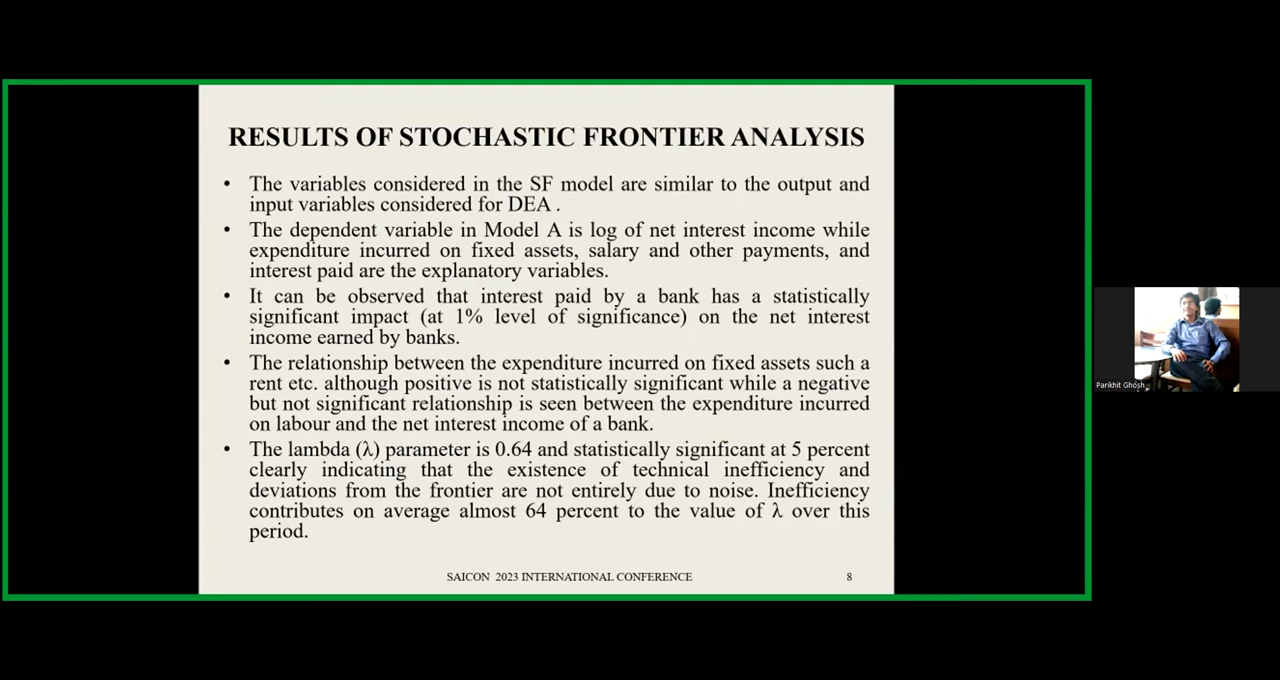 RESULTS OF STOCHASTIC FRONTIER ANALYSIS
• The variables considered in the SF model are similar to the output and
input variables considered for DEA .
• The dependent variable in Model A is log of net interest income while
expenditure incurred on fixed assets, salary and other payments, and
interest paid are the explanatory variables.
• It can be observed that interest paid by a bank has a statistically
significant impact (at 1% level of significance) on the net interest
income earned by banks.
• The relationship between the expenditure incurred on fixed assets such a
rent etc. although positive is not statistically significant while a negative
but not significant relationship is seen between the expenditure incurred
on labour and the net interest income of a bank.
• The lambda (λ) parameter is 0.64 and statistically significant at 5 percent
clearly indicating that the existence of technical inefficiency and
deviations from the frontier are not entirely due to noise. Inefficiency
contributes on average almost 64 percent to the value of λ over this
period.
SAICON 2023 INTERNATIONAL CONFERENCE 8
Parikhit Ghosh